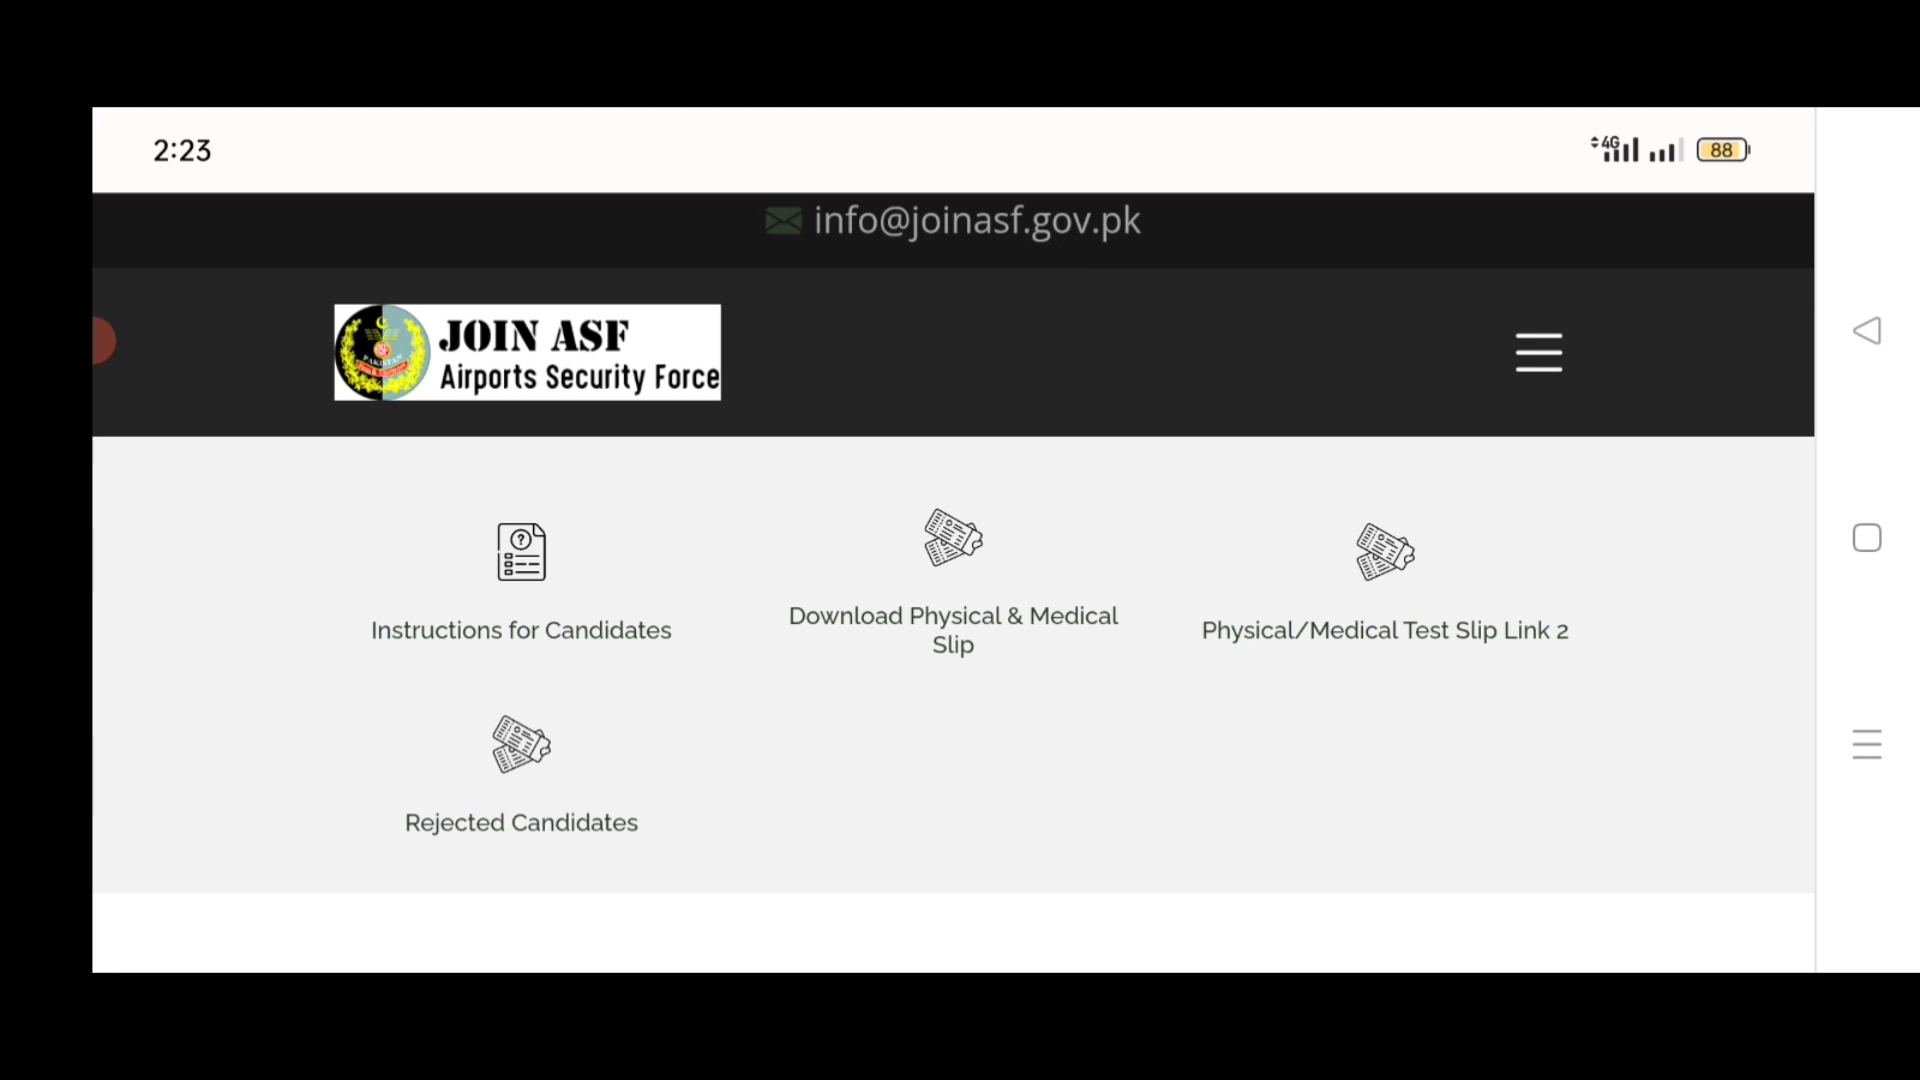 2:23
4G
88
info@joinasf.gov.pk
JOIN ASF
Airports Security Force
PAKISTAN
Instructions for Candidates
Download Physical & Medical
Slip
Physical/Medical Test Slip Link 2
Rejected Candidates